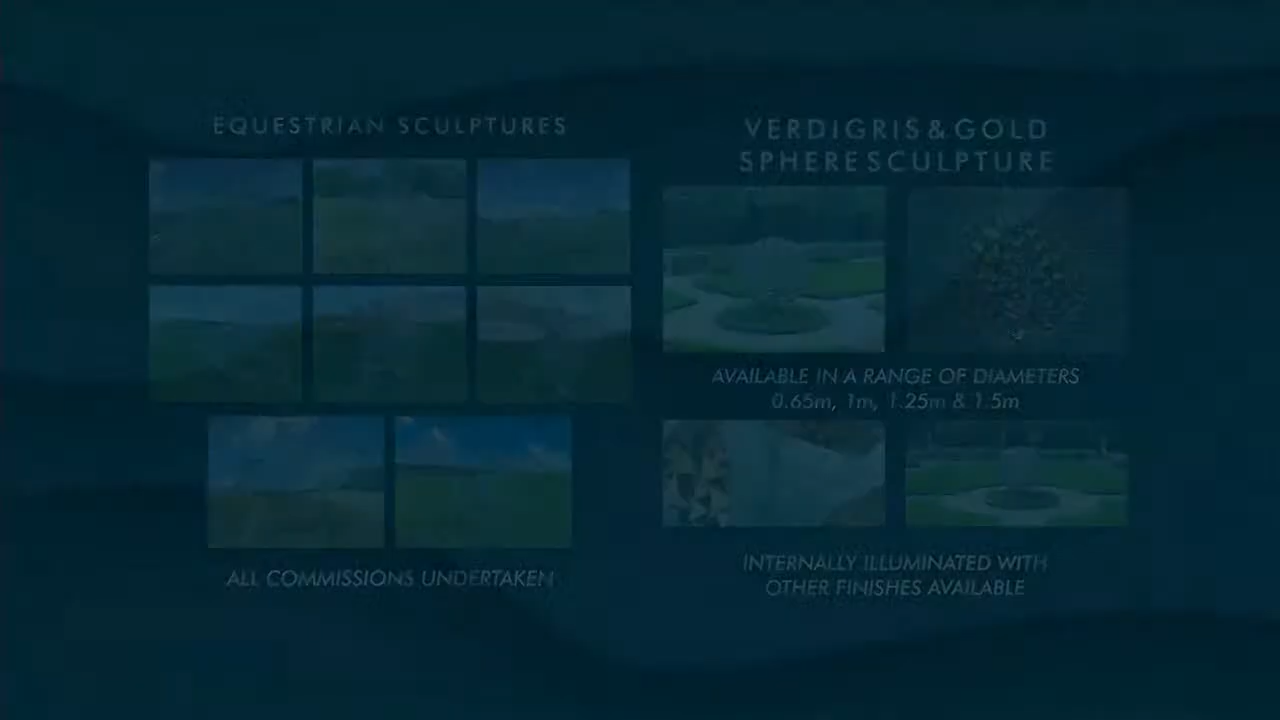 EQUESTRIAN SCULPTURES
ALL COMMISSIONS UNDERTAKEN
VERDIGRIS & GOLD
SPHERE SCULPTURE
AVAILABLE IN A RANGE OF DIAMETERS
0.65m, 1m, 1.25m & 1.5m
INTERNALLY ILLUMINATED WITH
OTHER FINISHES AVAILABLE